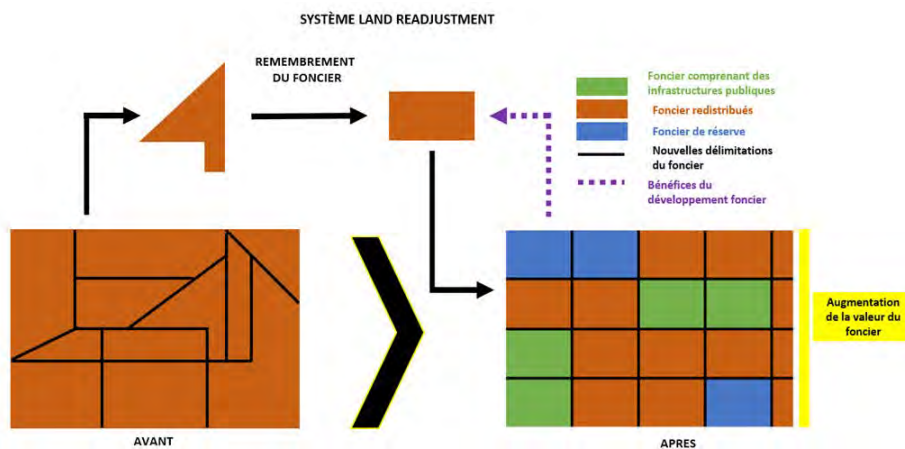 SYSTÈME LAND READJUSTMENT
REMEMBREMENT
DU FONCIER
Foncier comprenant des
infrastructures publiques
Foncier redistribués
Foncier de réserve
Nouvelles délimitations
du foncier
Bénéfices du
développement foncier
Augmentation
de la valeur du
foncier
AVANT
APRES